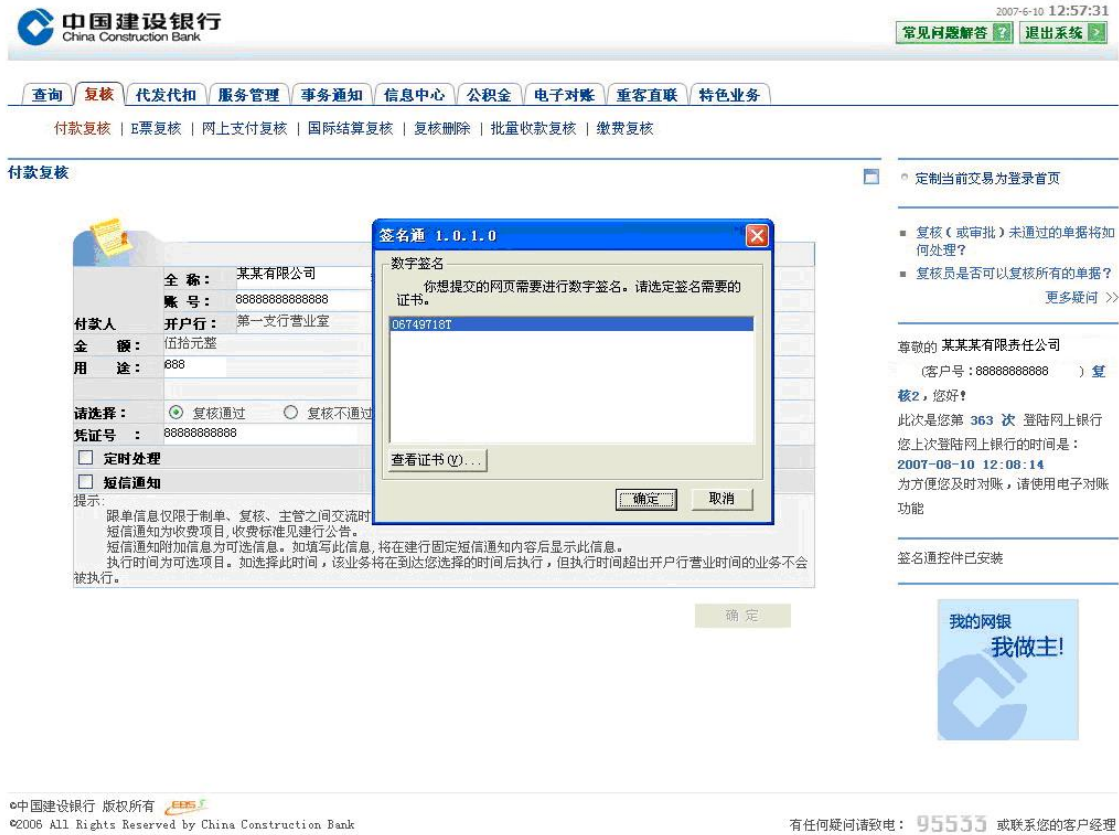 中国建设银行
China Construction Bank
2007-6-10 12:57:31
常见问题解答 ?
退出系统
查询 复核 代发代扣 服务管理 事务通知 信息中心 公积金 电子对账 重客直联 特色业务
付款复核 | E票复核 | 网上支付复核 | 国际结算复核 | 复核删除 | 批量收款复核 | 缴费复核
付款复核
全 称： 某某有限公司
账 号： 88888888888888
付款人 开户行： 第一支行营业室
金 额： 伍拾元整
用 途： 888
请选择： 复核通过 复核不通过
凭证号 ： 88888888888
定时处理
短信通知
提示:
跟单信息仅限于制单、复核、主管之间交流时
短信通知为收费项目,收费标准见建行公告。
短信通知附加信息为可选信息。如填写此信息,将在建行固定短信通知内容后显示此信息。
执行时间为可选项目。如选择此时间，该业务将在到达您选择的时间后执行，但执行时间超出开户行营业时间的业务不会
被执行。
确 定
签名通 1.0.1.0
数字签名
你想提交的网页需要进行数字签名。请选定签名需要的
证书。
06749718T
查看证书(V)...
确定 取消
定制当前交易为登录首页
复核（或审批）未通过的单据将如
何处理？
复核员是否可以复核所有的单据？
更多疑问 >>
尊敬的 某某某有限责任公司
(客户号：88888888888 ) 复
核2，您好！
此次是您第 363 次 登陆网上银行
您上次登陆网上银行的时间是：
2007-08-10 12:08:14
为方便您及时对账，请使用电子对账
功能
签名通控件已安装
我的网银
我做主!
©中国建设银行 版权所有 EBS
©2006 All Rights Reserved by China Construction Bank
有任何疑问请致电： 95533 或联系您的客户经理